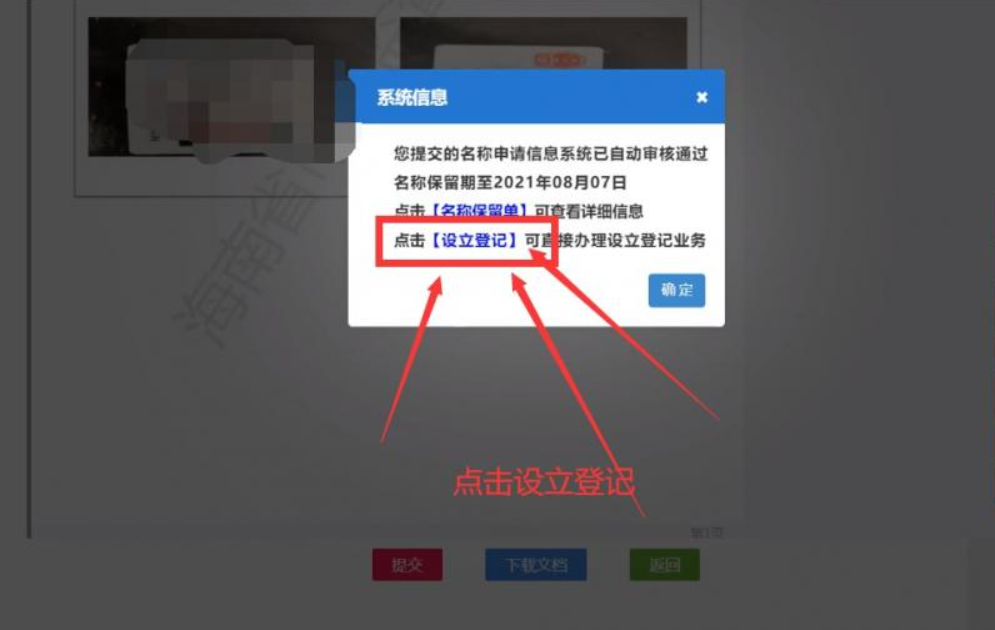 海南省
系统信息
您提交的名称申请信息系统已自动审核通过
名称保留期至2021年08月07日
点击【名称保留单】可查看详细信息
点击【设立登记】可直接办理设立登记业务
确定
点击设立登记
第1页
提交
下载文档
返回